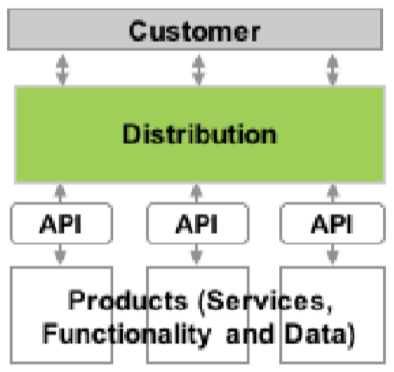 Customer
Distribution
API API API
Products (Services,
Functionality and Data)